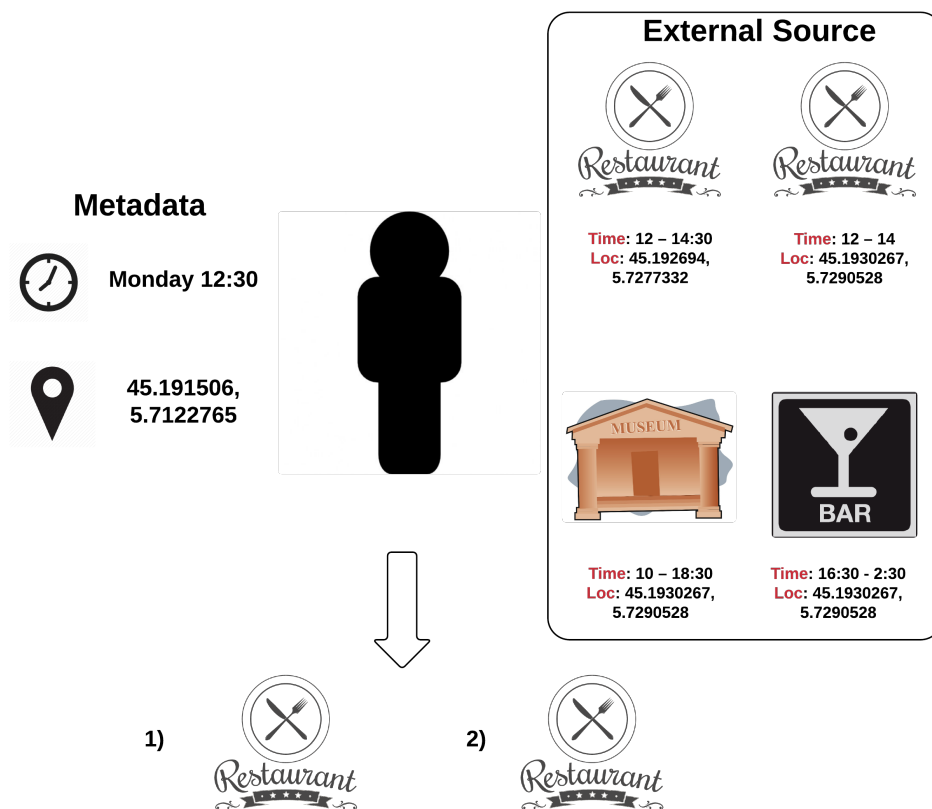 External Source
Restaurant
Restaurant
Metadata
Time: 12 – 14:30
Loc: 45.192694,
5.7277332
Time: 12 – 14
Loc: 45.1930267,
5.7290528
Monday 12:30
45.191506,
5.7122765
MUSEUM
BAR
Time: 10 – 18:30
Loc: 45.1930267,
5.7290528
Time: 16:30 - 2:30
Loc: 45.1930267,
5.7290528
1)
Restaurant
2)
Restaurant